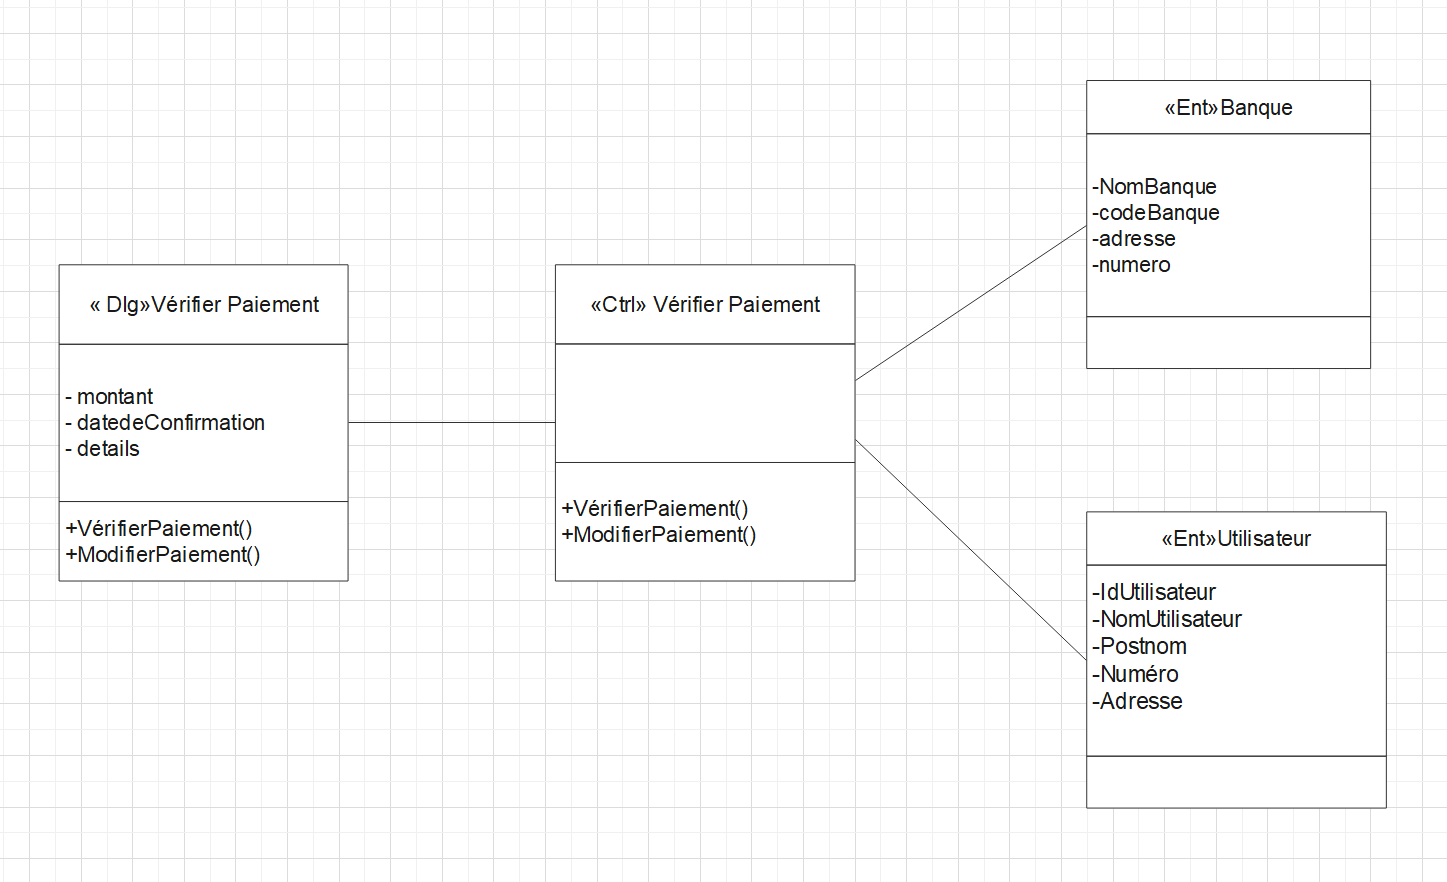 « Dlg»Vérifier Paiement
- montant
- datedeConfirmation
- details
+VérifierPaiement()
+ModifierPaiement()
«Ctrl» Vérifier Paiement
+VérifierPaiement()
+ModifierPaiement()
«Ent»Banque
-NomBanque
-codeBanque
-adresse
-numero
«Ent»Utilisateur
-IdUtilisateur
-NomUtilisateur
-Postnom
-Numéro
-Adresse